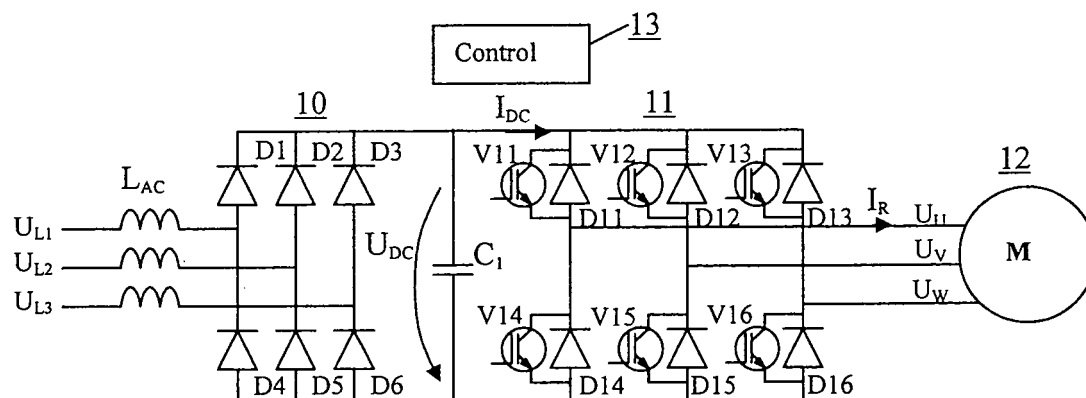 13
Control
10
I_DC
11
D1 D2 D3
V11 V12 V13
12
L_AC
D11 D12 D13
I_R
U_L1
U_U
U_DC
C_1
M
U_L2
U_V
U_L3
U_W
V14 V15 V16
D4 D5 D6
D14 D15 D16